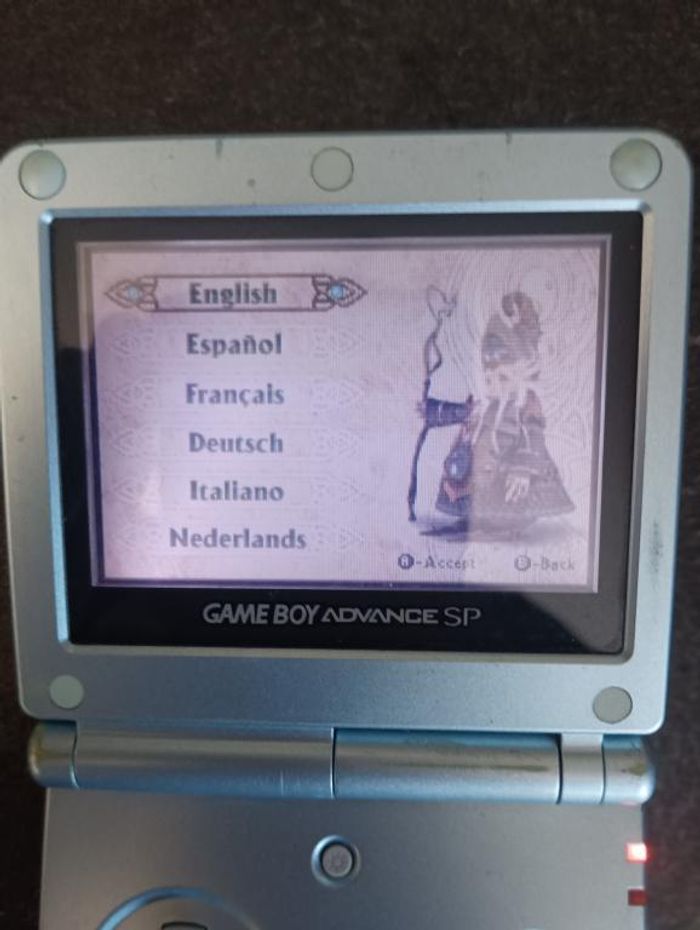 English
Español
Français
Deutsch
Italiano
Nederlands
A-Accept B-Back
GAME BOY ADVANCE SP